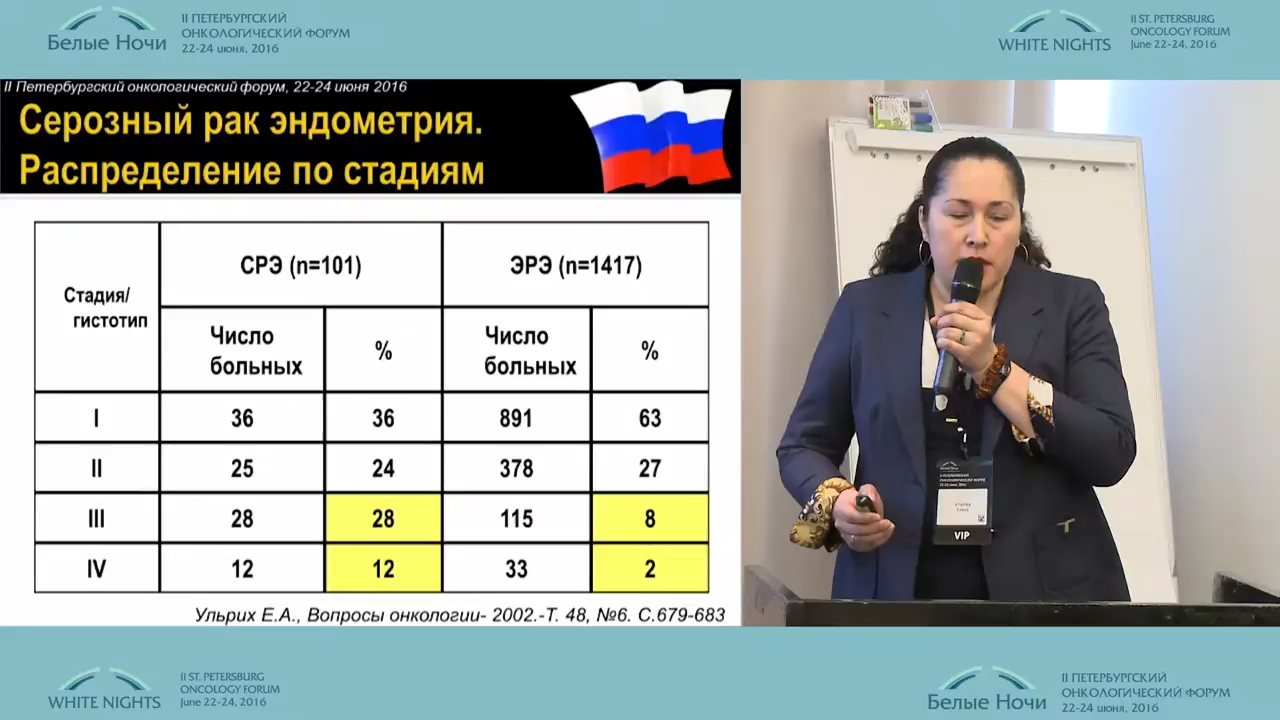 Белые Ночи
II ПЕТЕРБУРГСКИЙ
ОНКОЛОГИЧЕСКИЙ ФОРУМ
22-24 июня, 2016
WHITE NIGHTS
II ST. PETERSBURG
ONCOLOGY FORUM
June 22-24, 2016
II Петербургский онкологический форум, 22-24 июня 2016
Серозный рак эндометрия.
Распределение по стадиям
Стадия/
гистотип
СРЭ (n=101)
ЭРЭ (n=1417)
Число
больных
%
Число
больных
%
I 36 36 891 63
II 25 24 378 27
III 28 28 115 8
IV 12 12 33 2
Ульрих Е.А., Вопросы онкологии- 2002.-Т. 48, №6. С.679-683
VIP
WHITE NIGHTS
II ST. PETERSBURG
ONCOLOGY FORUM
June 22-24, 2016
Белые Ночи
II ПЕТЕРБУРГСКИЙ
ОНКОЛОГИЧЕСКИЙ ФОРУМ
22-24 июня, 2016